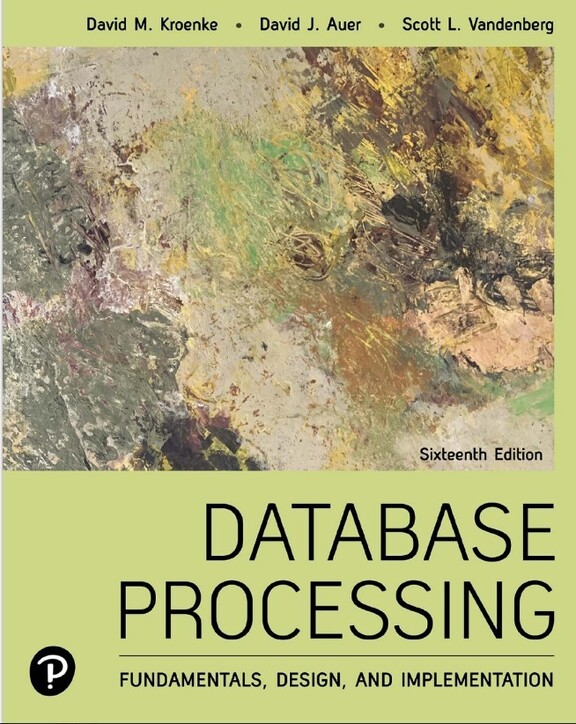 David M. Kroenke • David J. Auer • Scott L. Vandenberg
Sixteenth Edition
DATABASE
PROCESSING
FUNDAMENTALS, DESIGN, AND IMPLEMENTATION
P